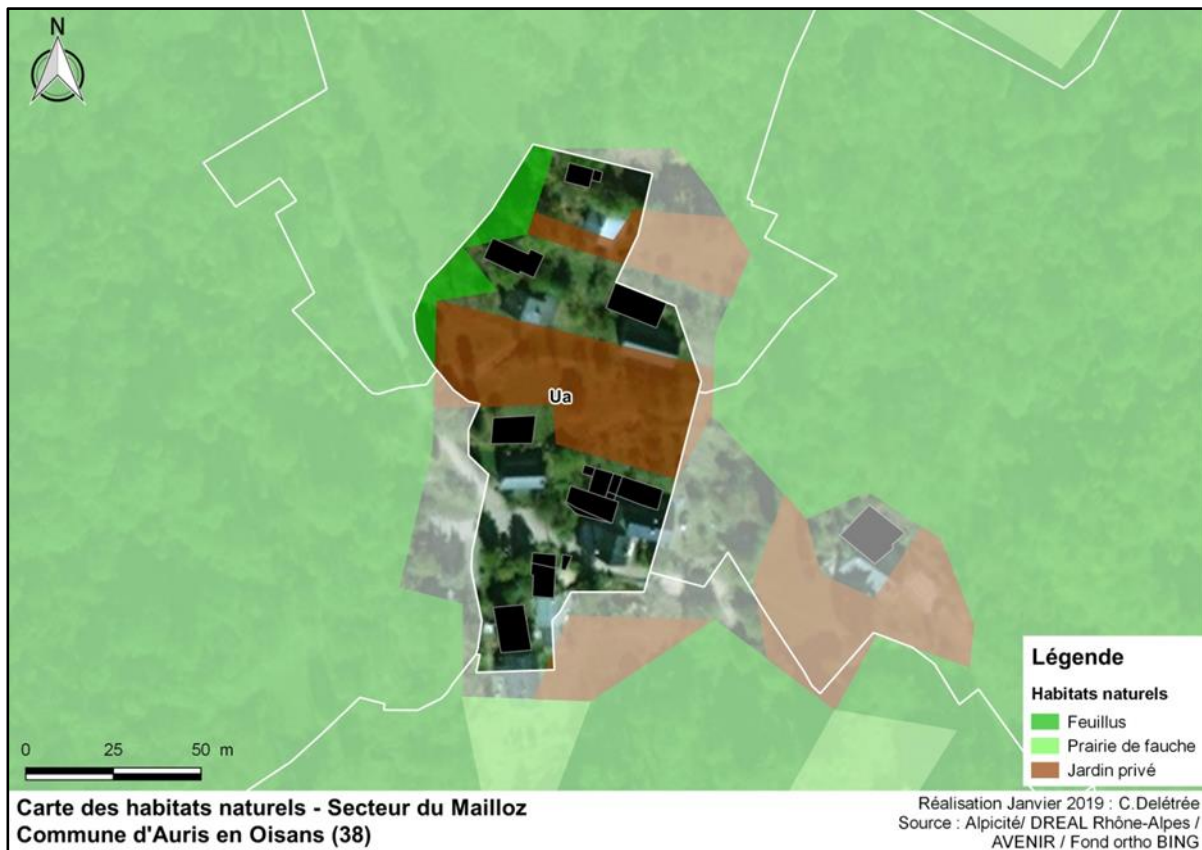 N
Ua
Légende
Habitats naturels
Feuillus
Prairie de fauche
Jardin privé
0 25 50 m
Carte des habitats naturels - Secteur du Mailloz
Commune d'Auris en Oisans (38)
Réalisation Janvier 2019 : C.Delétrée
Source : Alpicité/ DREAL Rhône-Alpes /
AVENIR / Fond ortho BING